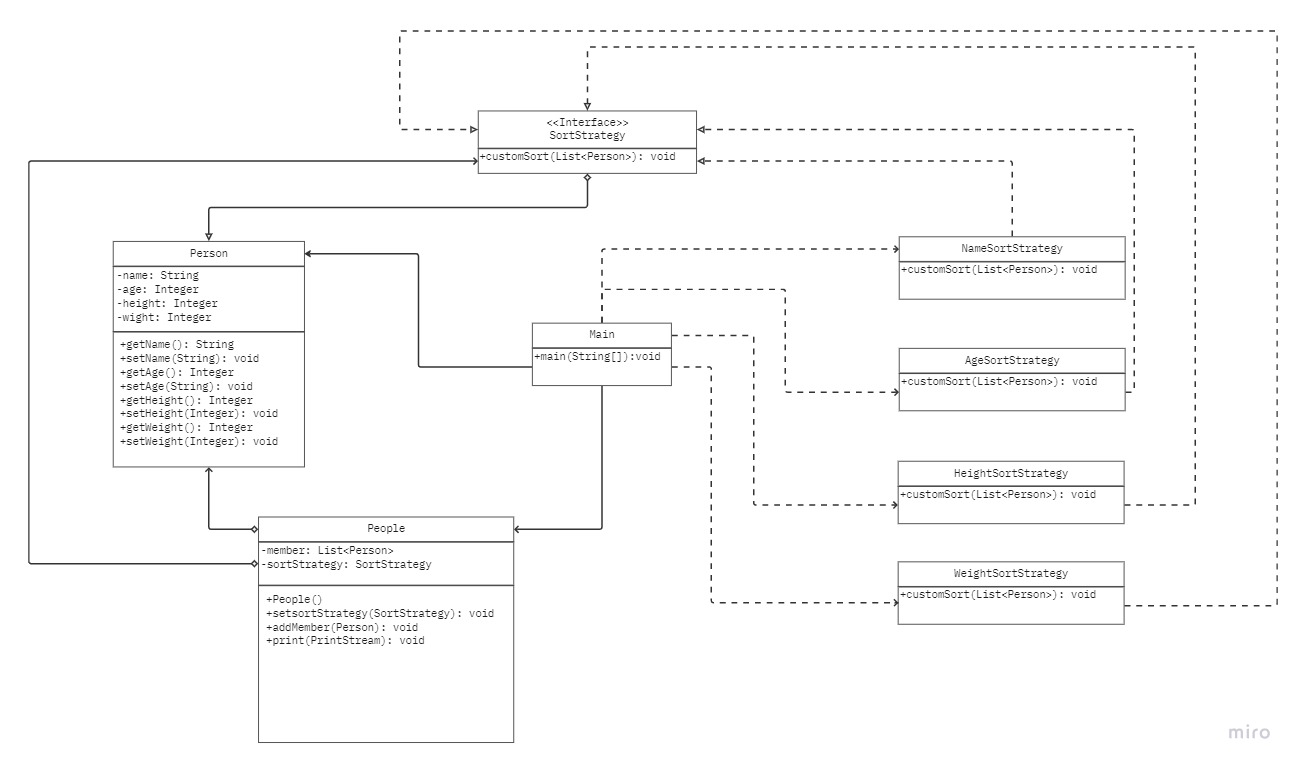 <<Interface>>
SortStrategy
+customSort(List<Person>): void
Person
-name: String
-age: Integer
-height: Integer
-wight: Integer
+getName(): String
+setName(String): void
+getAge(): Integer
+setAge(String): void
+getHeight(): Integer
+setHeight(Integer): void
+getWeight(): Integer
+setWeight(Integer): void
Main
+main(String[]):void
NameSortStrategy
+customSort(List<Person>): void
AgeSortStrategy
+customSort(List<Person>): void
HeightSortStrategy
+customSort(List<Person>): void
WeightSortStrategy
+customSort(List<Person>): void
People
-member: List<Person>
-sortStrategy: SortStrategy
+People()
+setsortStrategy(SortStrategy): void
+addMember(Person): void
+print(PrintStream): void
miro